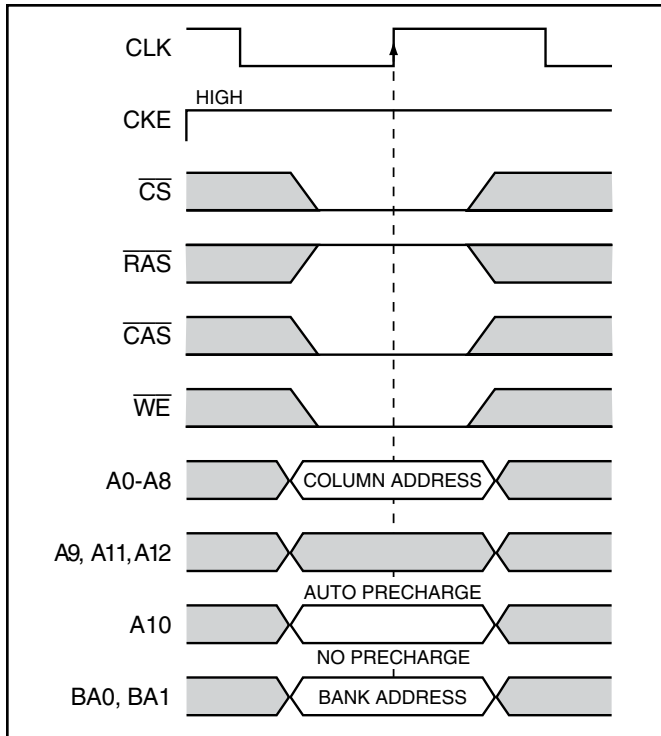 CLK
HIGH
CKE
CS
RAS
CAS
WE
A0-A8 COLUMN ADDRESS
A9, A11, A12
AUTO PRECHARGE
A10
NO PRECHARGE
BA0, BA1 BANK ADDRESS